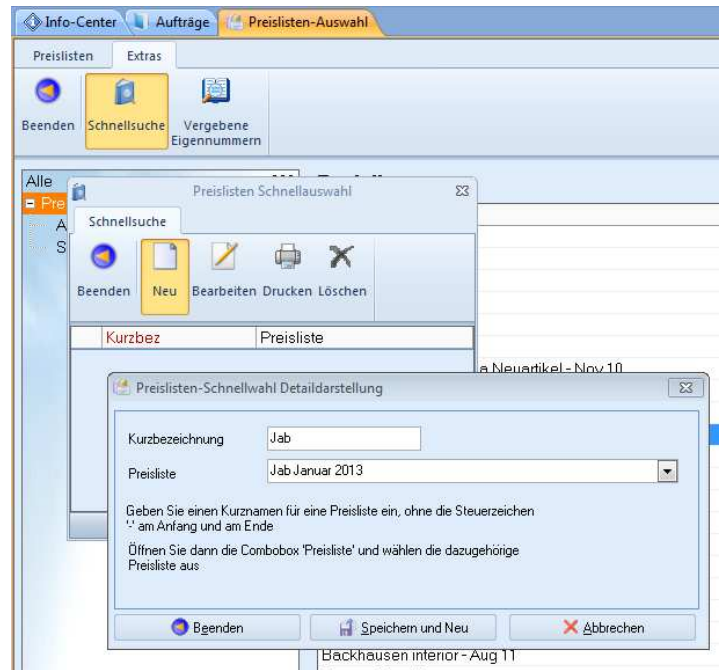 Info-Center Aufträge Preislisten-Auswahl
Preislisten Extras
Beenden Schnellsuche Vergebene
Eigennummern
Alle
Pre
A
S
Preislisten Schnellauswahl
Schnellsuche
Beenden Neu Bearbeiten Drucken Löschen
Kurzbez Preisliste
a Neuartikel - Nov 10
Preislisten-Schnellwahl Detaildarstellung
Kurzbezeichnung Jab
Preisliste Jab Januar 2013
Geben Sie einen Kurznamen für eine Preisliste ein, ohne die Steuerzeichen
'-' am Anfang und am Ende
Öffnen Sie dann die Combobox 'Preisliste' und wählen die dazugehörige
Preisliste aus
Beenden Speichern und Neu Abbrechen
Backhausen interior - Aug 11